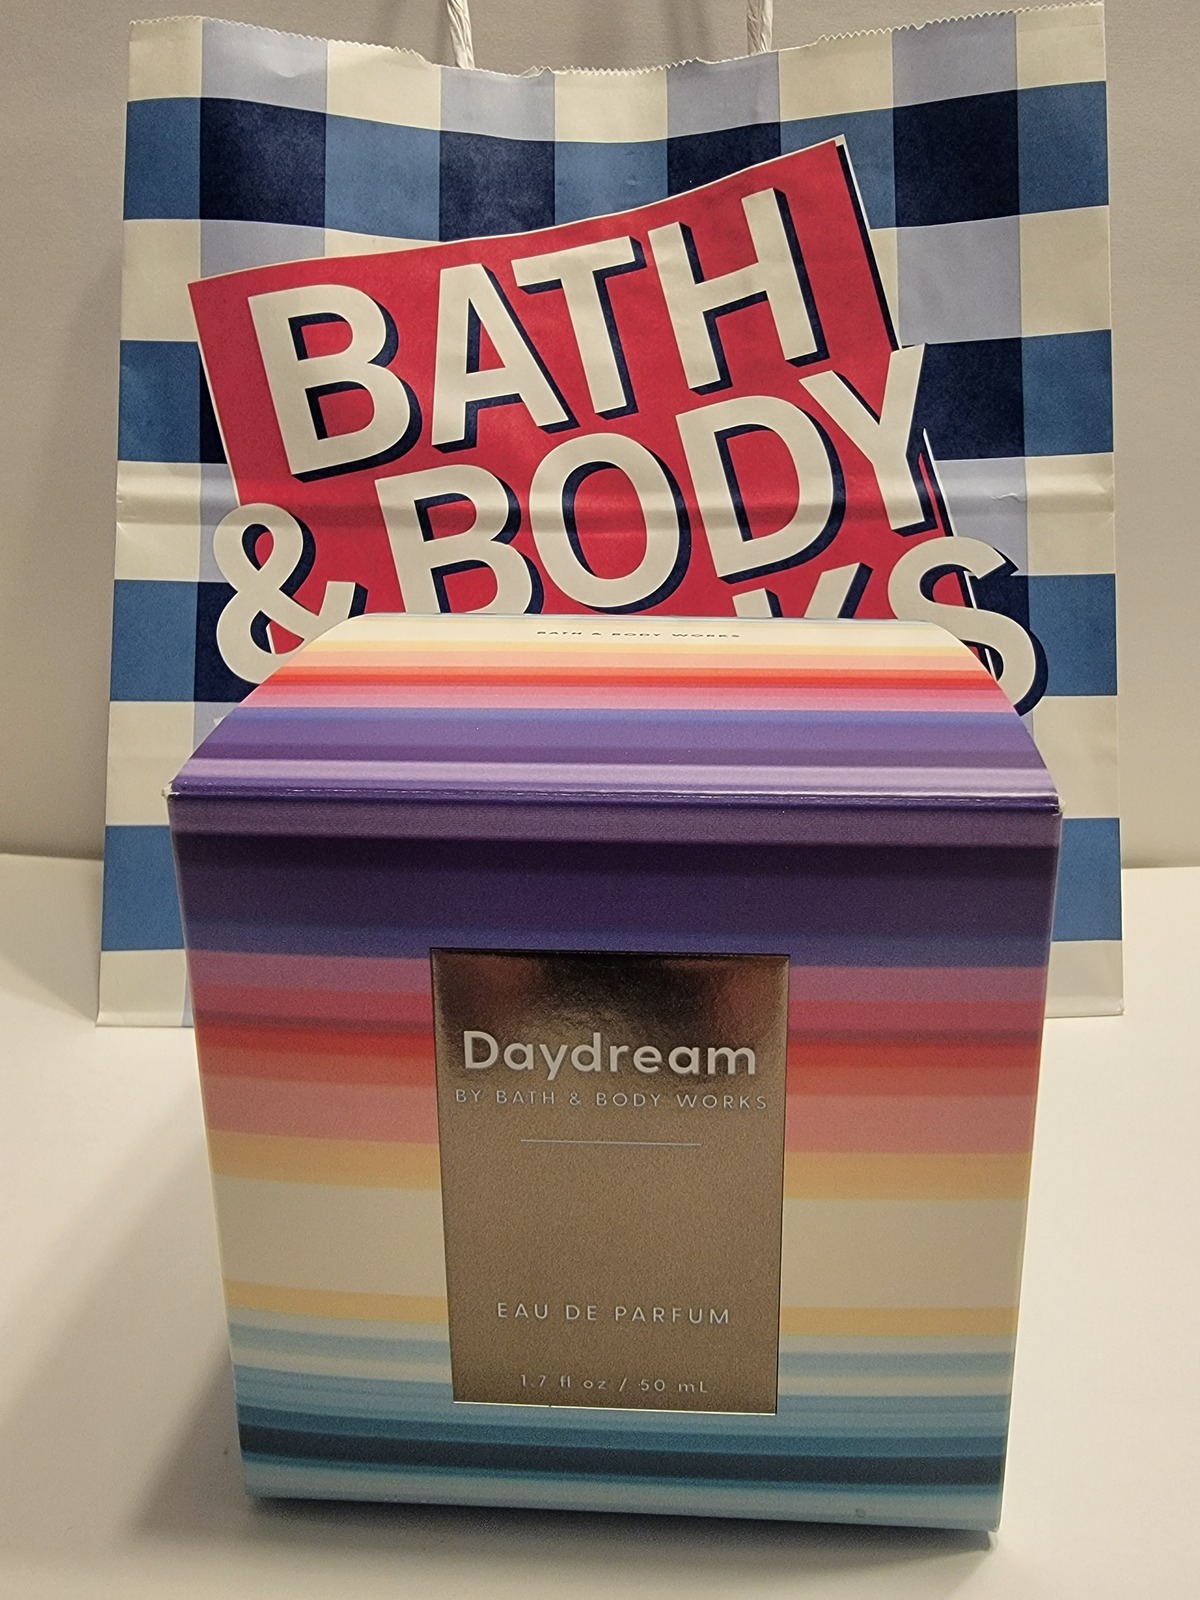 BATH
& BODY
KS
BATH & BODY WORKS
Daydream
BY BATH & BODY WORKS
EAU DE PARFUM
1.7 fl oz / 50 mL